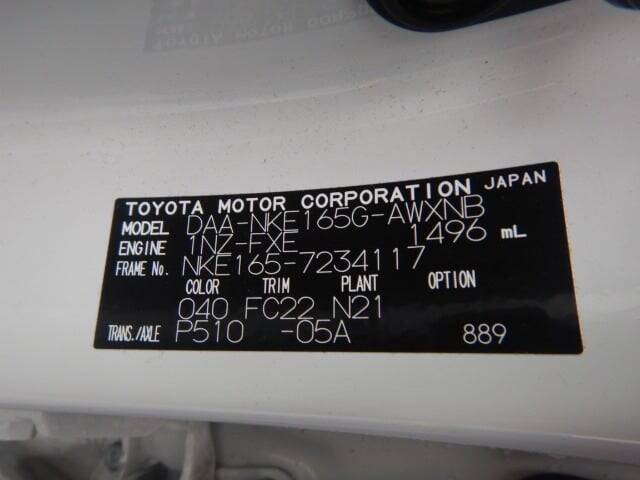 TOYOTA MOTOR CORPORATION JAPAN
MODEL DAA-NKE165G-AWXNB
ENGINE 1NZ-FXE 1496 mL
FRAME No. NKE165-7234117
COLOR TRIM PLANT OPTION
040 FC22 N21
TRANS./AXLE P510 -05A 889